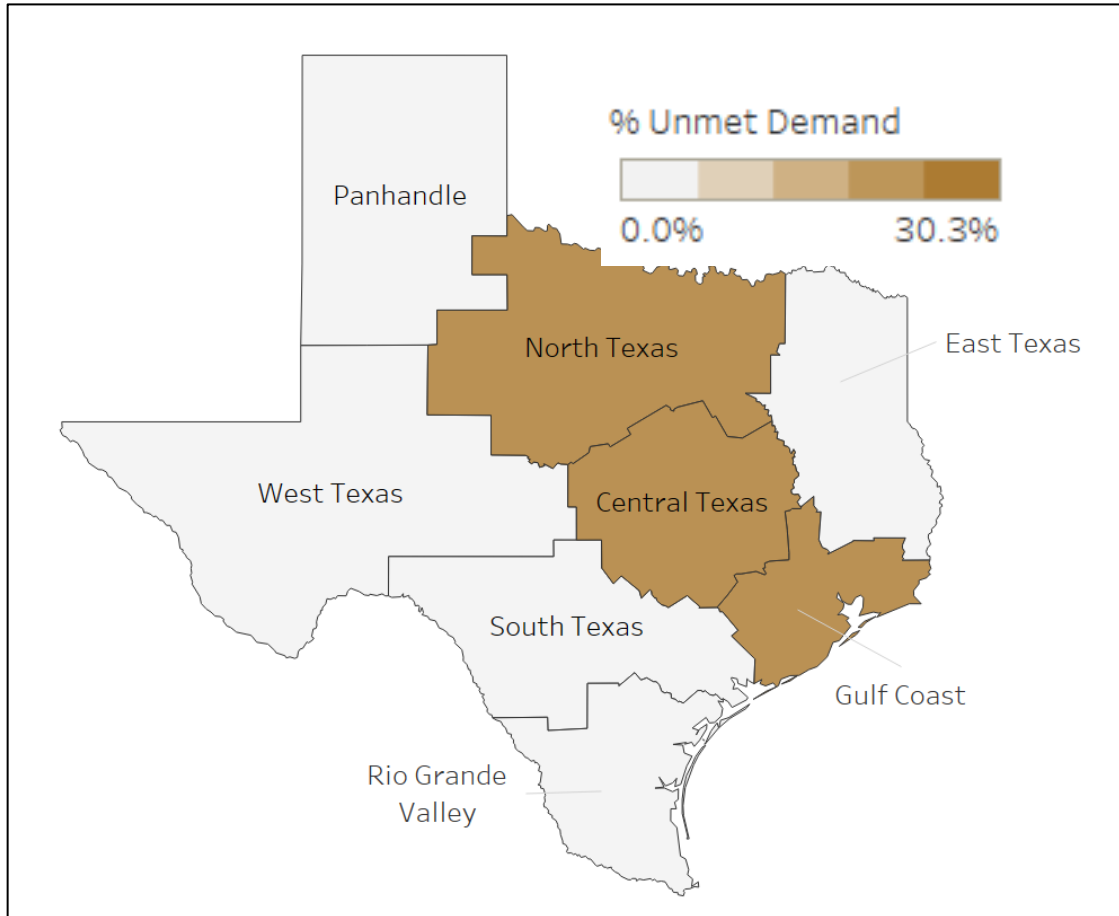 % Unmet Demand
0.0% 30.3%
Panhandle
North Texas
East Texas
West Texas
Central Texas
South Texas
Gulf Coast
Rio Grande
Valley